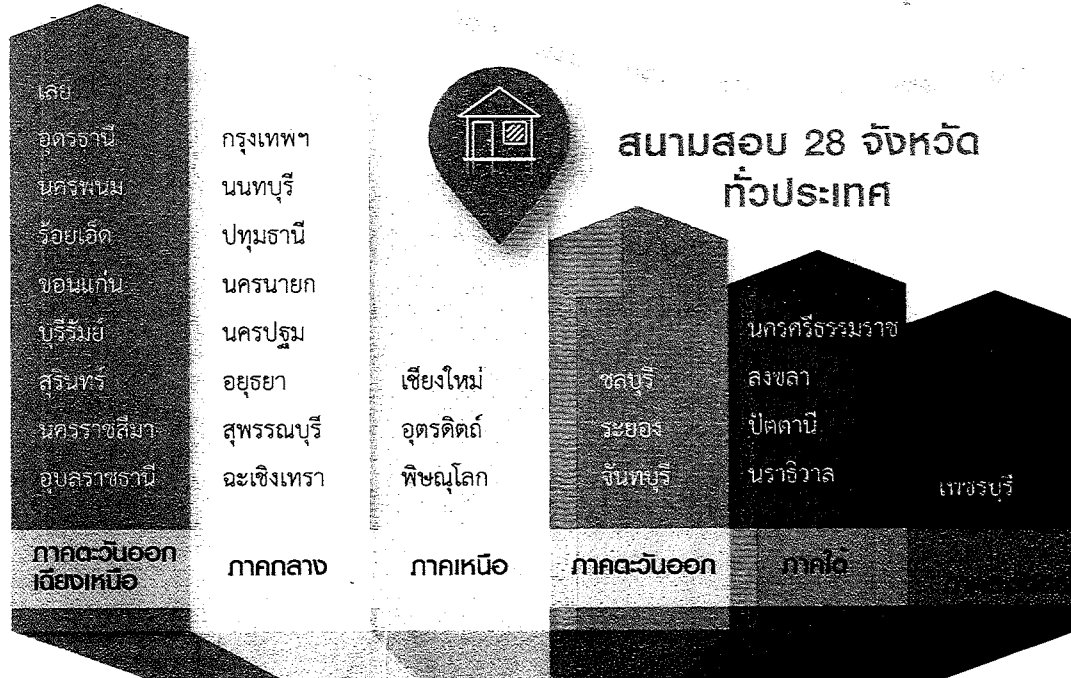 สนามสอบ 28 จังหวัด
ทั่วประเทศ
เลย
อุดรธานี
นครพนม
ร้อยเอ็ด
ขอนแก่น
บุรีรัมย์
สุรินทร์
นครราชสีมา
อุบลราชธานี
ภาคตะวันออก
เฉียงเหนือ
กรุงเทพฯ
นนทบุรี
ปทุมธานี
นครนายก
นครปฐม
อยุธยา
สุพรรณบุรี
ฉะเชิงเทรา
ภาคกลาง
เชียงใหม่
อุตรดิตถ์
พิษณุโลก
ภาคเหนือ
ชลบุรี
ระยอง
จันทบุรี
ภาคตะวันออก
นครศรีธรรมราช
สงขลา
ปัตตานี
นราธิวาส
ภาคใต้
เพชรบุรี